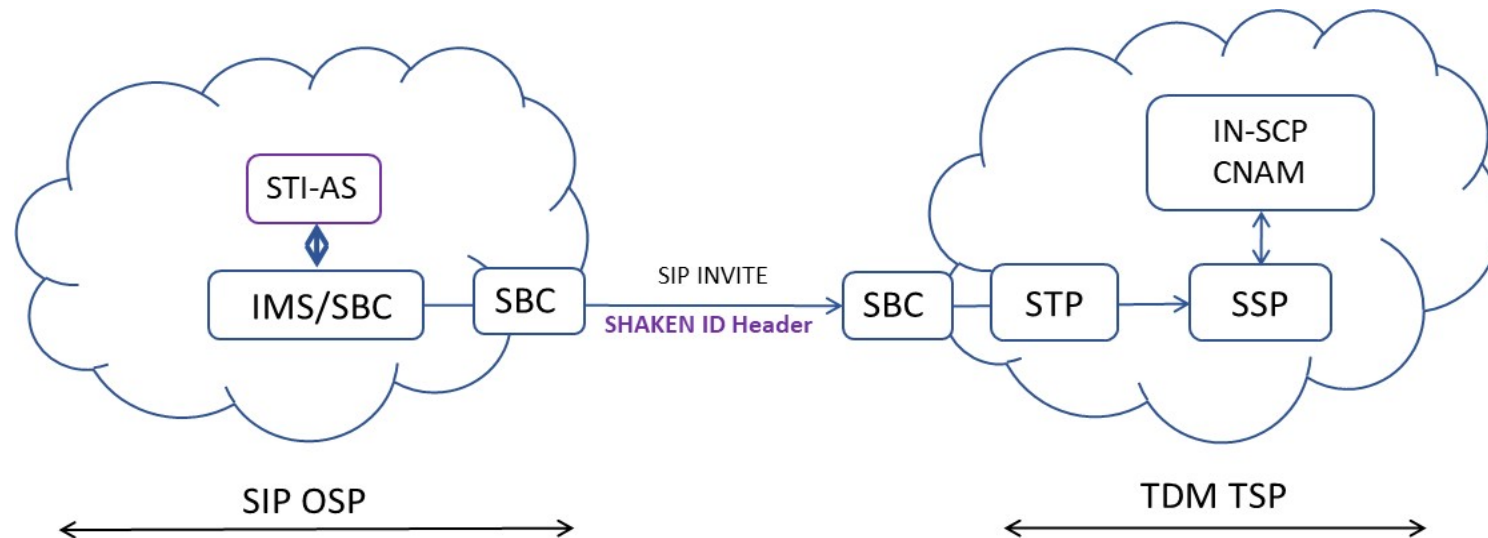 STI-AS
IMS/SBC
SBC
SIP INVITE
SHAKEN ID Header
SBC
STP
SSP
IN-SCP
CNAM
SIP OSP
TDM TSP